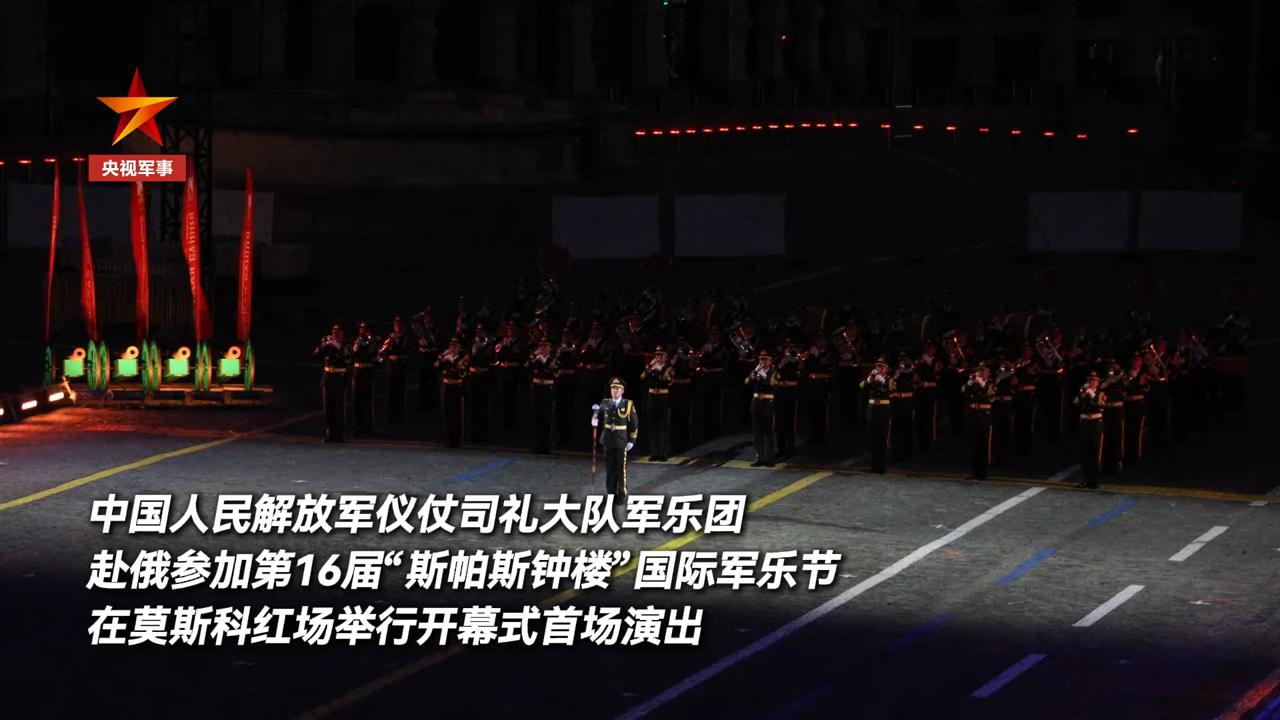 央视军事
中国人民解放军仪仗司礼大队军乐团
赴俄参加第16届“斯帕斯钟楼”国际军乐节
在莫斯科红场举行开幕式首场演出